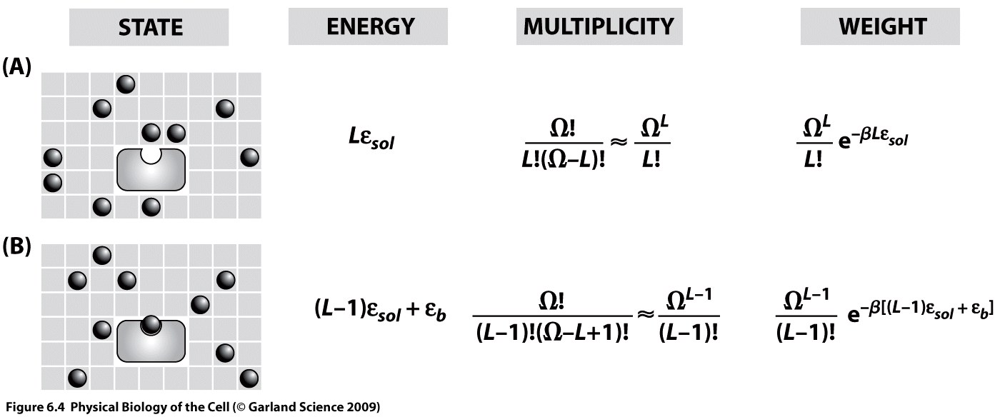 STATE ENERGY MULTIPLICITY WEIGHT
(A)
Lε_sol Ω!/(L!(Ω–L)!) ≈ Ω^L/L! Ω^L/L! e^(–βLε_sol)
(B)
(L–1)ε_sol + ε_b Ω!/((L–1)!(Ω–L+1)!) ≈ Ω^(L–1)/(L–1)! Ω^(L–1)/(L–1)! e^(–β[(L–1)ε_sol + ε_b])
Figure 6.4 Physical Biology of the Cell (© Garland Science 2009)